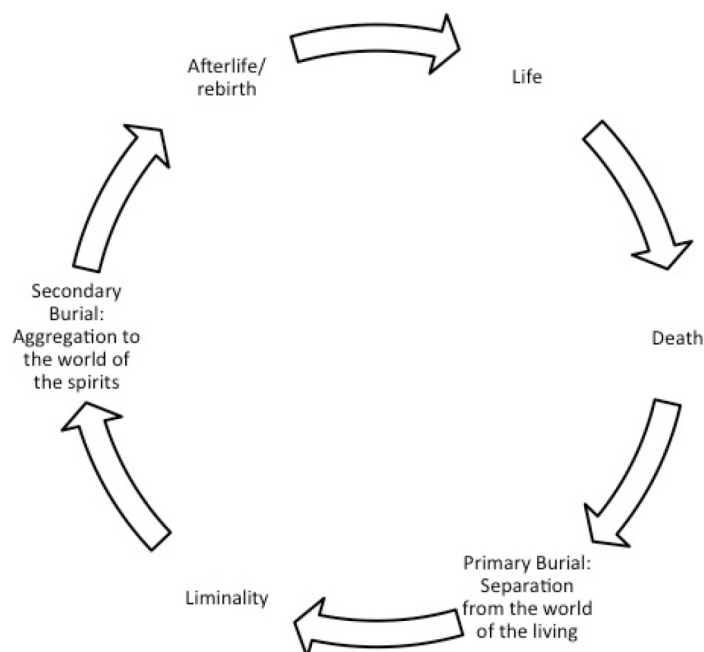 Afterlife/
rebirth
Life
Death
Primary Burial:
Separation
from the world
of the living
Liminality
Secondary
Burial:
Aggregation to
the world of
the spirits